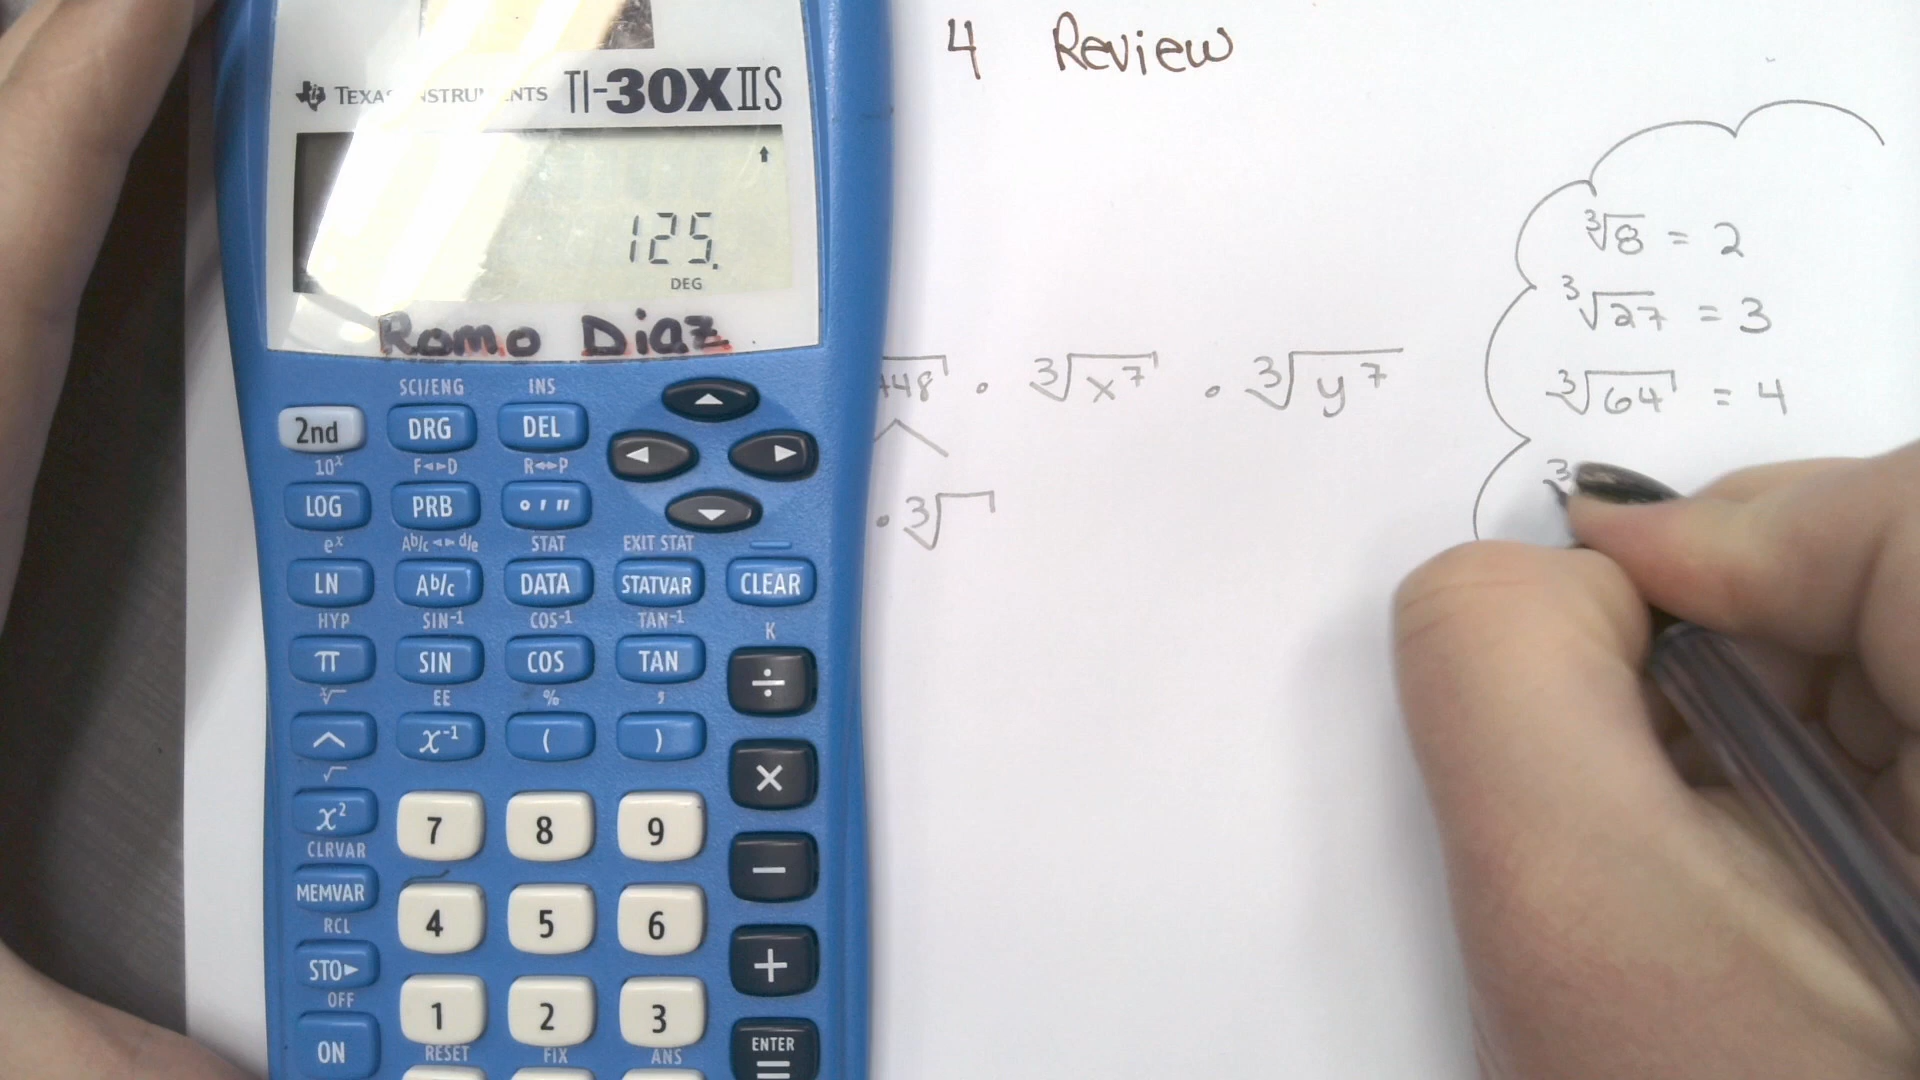 4 Review
TEXAS INSTRUMENTS TI-30X IIS
125.
DEG
Romo Diaz
∛8 = 2
∛27 = 3
∛64 = 4
3
448 · ∛x⁷ · ∛y⁷
· ∛
SCI/ENG INS
2nd DRG DEL
10ˣ F◄►D R◄►P
LOG PRB ° ' "
eˣ Ab/c ◄► d/e STAT EXIT STAT
LN Ab/c DATA STATVAR CLEAR
HYP SIN⁻¹ COS⁻¹ TAN⁻¹ K
π SIN COS TAN ÷
ˣ√ EE % ,
^ x⁻¹ ( ) ×
√
x² 7 8 9 −
CLRVAR
MEMVAR 4 5 6 +
RCL
STO► 1 2 3
OFF
ON ENTER =
RESET FIX ANS